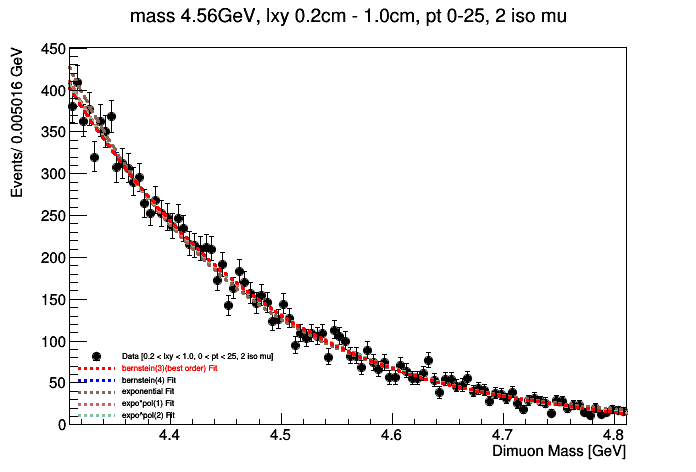 mass 4.56GeV, lxy 0.2cm - 1.0cm, pt 0-25, 2 iso mu
Events/ 0.005016 GeV
450
400
350
300
250
200
150
100
50
0
Data [0.2 < lxy < 1.0, 0 < pt < 25, 2 iso mu]
bernstein(3)(best order) Fit
bernstein(4) Fit
exponential Fit
expo*pol(1) Fit
expo*pol(2) Fit
4.4
4.5
4.6
4.7
4.8
Dimuon Mass [GeV]